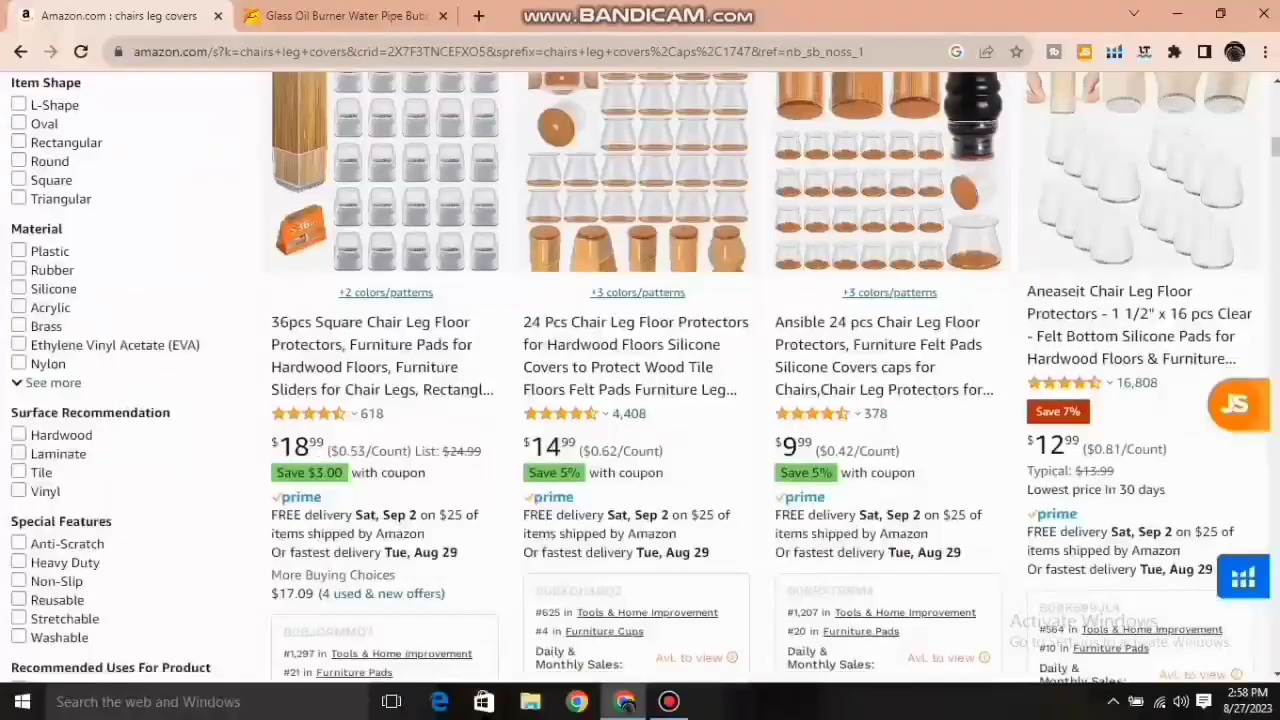 Amazon.com : chairs leg covers
Glass Oil Burner Water Pipe Bub
www.BANDICAM.com
amazon.com/s?k=chairs+leg+covers&crid=2X7F3TNCEFXO5&sprefix=chairs+leg+covers%2Caps%2C1747&ref=nb_sb_noss_1
Item Shape
L-Shape
Oval
Rectangular
Round
Square
Triangular
Material
Plastic
Rubber
Silicone
Acrylic
Brass
Ethylene Vinyl Acetate (EVA)
Nylon
See more
Surface Recommendation
Hardwood
Laminate
Tile
Vinyl
Special Features
Anti-Scratch
Heavy Duty
Non-Slip
Reusable
Stretchable
Washable
Recommended Uses For Product
+2 colors/patterns
36pcs Square Chair Leg Floor
Protectors, Furniture Pads for
Hardwood Floors, Furniture
Sliders for Chair Legs, Rectangl...
618
$18.99 ($0.53/Count) List: $24.99
Save $3.00 with coupon
prime
FREE delivery Sat, Sep 2 on $25 of
items shipped by Amazon
Or fastest delivery Tue, Aug 29
More Buying Choices
$17.09 (4 used & new offers)
#1,297 in Tools & Home Improvement
#21 in Furniture Pads
+3 colors/patterns
24 Pcs Chair Leg Floor Protectors
for Hardwood Floors Silicone
Covers to Protect Wood Tile
Floors Felt Pads Furniture Leg...
4,408
$14.99 ($0.62/Count)
Save 5% with coupon
prime
FREE delivery Sat, Sep 2 on $25 of
items shipped by Amazon
Or fastest delivery Tue, Aug 29
#625 in Tools & Home Improvement
#4 in Furniture Cups
Daily &
Monthly Sales:
Avl. to view
+3 colors/patterns
Ansible 24 pcs Chair Leg Floor
Protectors, Furniture Felt Pads
Silicone Covers caps for
Chairs,Chair Leg Protectors for...
378
$9.99 ($0.42/Count)
Save 5% with coupon
prime
FREE delivery Sat, Sep 2 on $25 of
items shipped by Amazon
Or fastest delivery Tue, Aug 29
#1,207 in Tools & Home Improvement
#20 in Furniture Pads
Daily &
Monthly Sales:
Avl. to view
Aneaseit Chair Leg Floor
Protectors - 1 1/2" x 16 pcs Clear
- Felt Bottom Silicone Pads for
Hardwood Floors & Furniture...
16,808
Save 7%
$12.99 ($0.81/Count)
Typical: $13.99
Lowest price in 30 days
prime
FREE delivery Sat, Sep 2 on $25 of
items shipped by Amazon
Or fastest delivery Tue, Aug 29
#564 in Tools & Home Improvement
#10 in Furniture Pads
Daily &
Avl. to view
JS
Activate Windows
Go to Settings to activate Windows.
Search the web and Windows
2:58 PM
8/27/2023